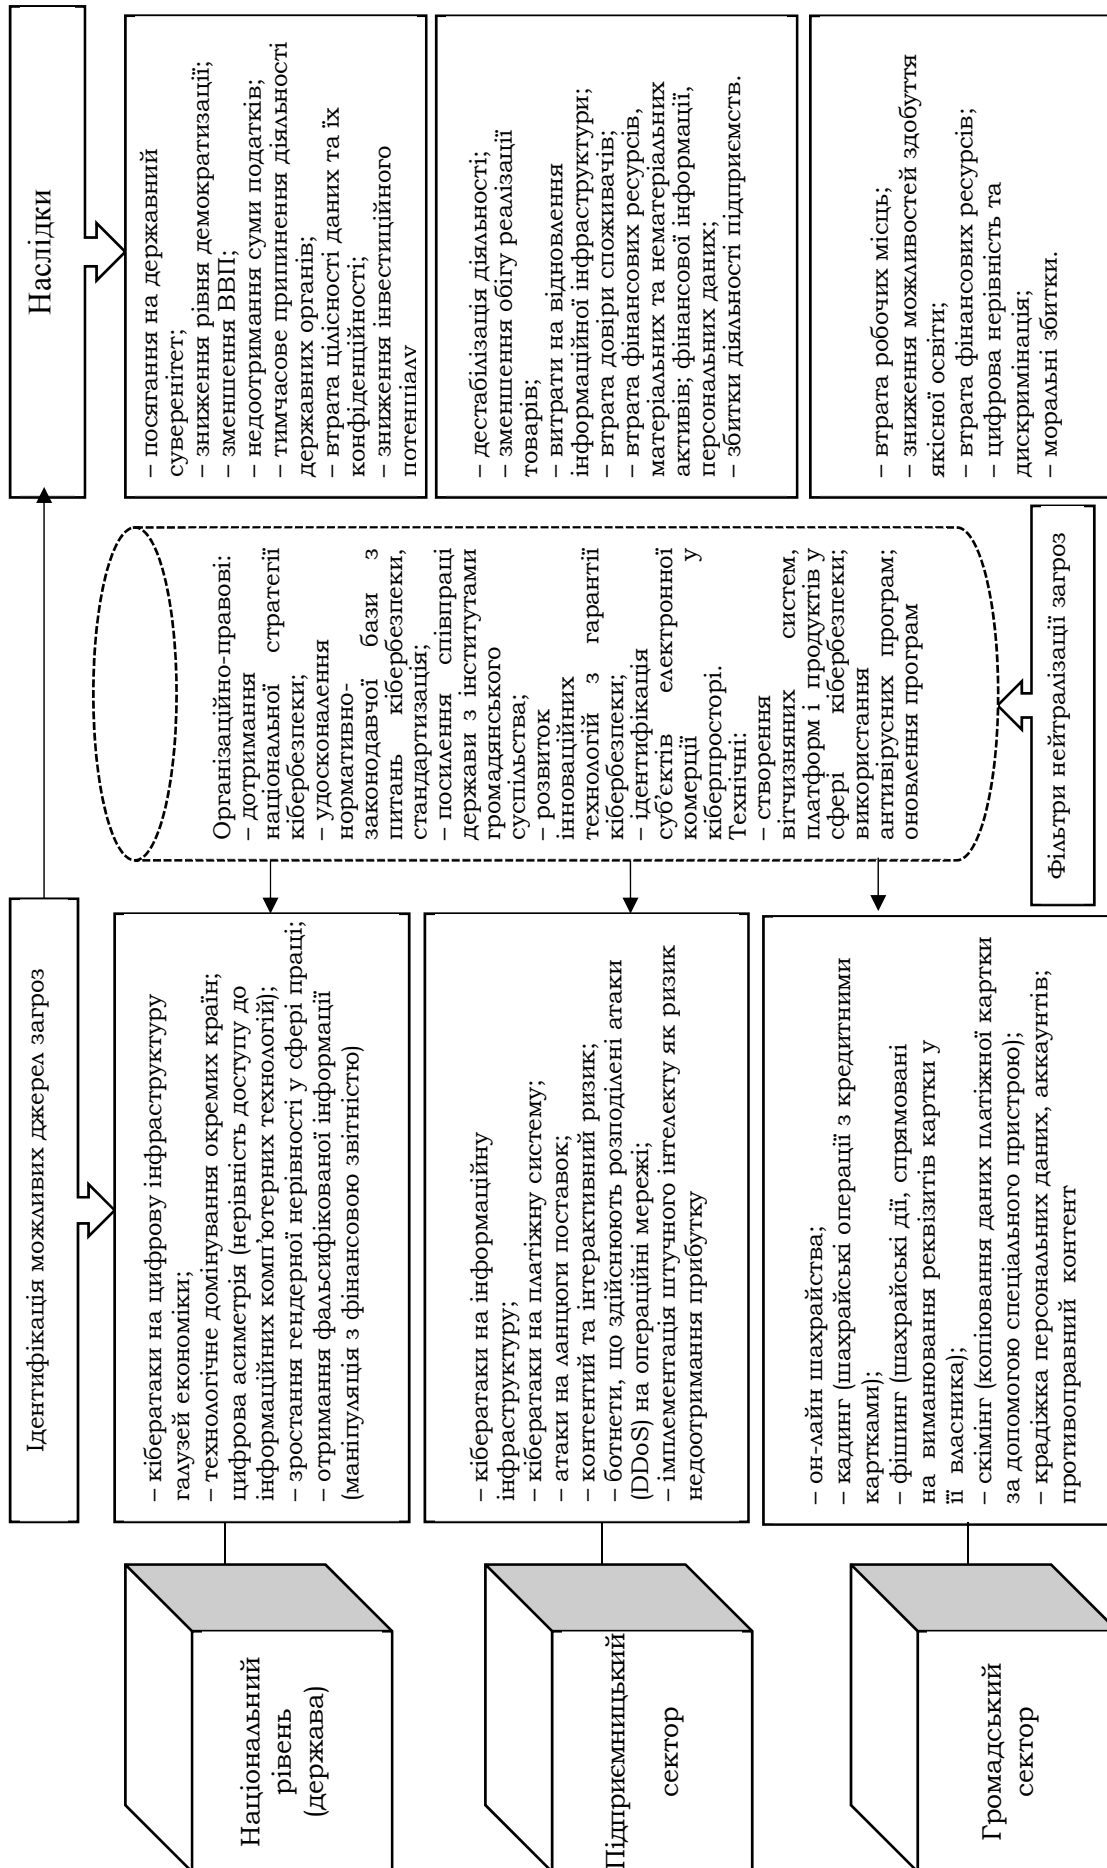 Ідентифікація можливих джерел загроз
Наслідки
Національний
рівень
(держава)
– кібератаки на цифрову інфраструктуру
галузей економіки;
– технологічне домінування окремих країн;
цифрова асиметрія (нерівність доступу до
інформаційних комп'ютерних технологій);
– зростання гендерної нерівності у сфері праці;
– отримання фальсифікованої інформації
(маніпуляція з фінансовою звітністю)
Організаційно-правові:
– дотримання
національної стратегії
кібербезпеки;
– удосконалення
нормативно-
законодавчої бази з
питань кібербезпеки,
стандартизація;
– посилення співпраці
держави з інститутами
громадянського
суспільства;
– розвиток
інноваційних
технологій з гарантії
кібербезпеки;
– ідентифікація
суб'єктів електронної
комерції у
кіберпросторі.
Технічні:
– створення
вітчизняних систем,
платформ і продуктів у
сфері кібербезпеки;
використання
антивірусних програм;
оновлення програм
– посягання на державний
суверенітет;
– зниження рівня демократизації;
– зменшення ВВП;
– недоотримання суми податків;
– тимчасове припинення діяльності
державних органів;
– втрата цілісності даних та їх
конфіденційності;
– зниження інвестиційного
потенціалу
Підприємницький
сектор
– кібератаки на інформаційну
інфраструктуру;
– кібератаки на платіжну систему;
– атаки на ланцюги поставок;
– контентий та інтерактивний ризик;
– ботнети, що здійснюють розподілені атаки
(DDoS) на операційні мережі;
– імплементація штучного інтелекту як ризик
недоотримання прибутку
– дестабілізація діяльності;
– зменшення обігу реалізації
товарів;
– витрати на відновлення
інформаційної інфраструктури;
– втрата довіри споживачів;
– втрата фінансових ресурсів,
матеріальних та нематеріальних
активів; фінансової інформації,
персональних даних;
– збитки діяльності підприємств.
Громадський
сектор
– он-лайн шахрайства;
– кадинг (шахрайські операції з кредитними
картками);
– фішинг (шахрайські дії, спрямовані
на виманювання реквізитів картки у
її власника);
– скімінг (копіювання даних платіжної картки
за допомогою спеціального пристрою);
– крадіжка персональних даних, аккаунтів;
противоправний контент
– втрата робочих місць;
– зниження можливостей здобуття
якісної освіти;
– втрата фінансових ресурсів;
– цифрова нерівність та
дискримінація;
– моральні збитки.
Фільтри нейтралізації загроз